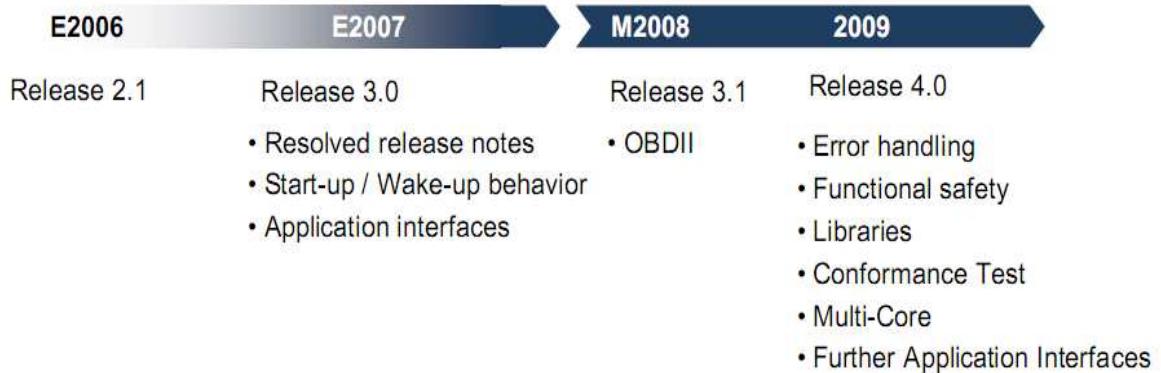 E2006 E2007 M2008 2009
Release 2.1
Release 3.0
• Resolved release notes
• Start-up / Wake-up behavior
• Application interfaces
Release 3.1
• OBDII
Release 4.0
• Error handling
• Functional safety
• Libraries
• Conformance Test
• Multi-Core
• Further Application Interfaces